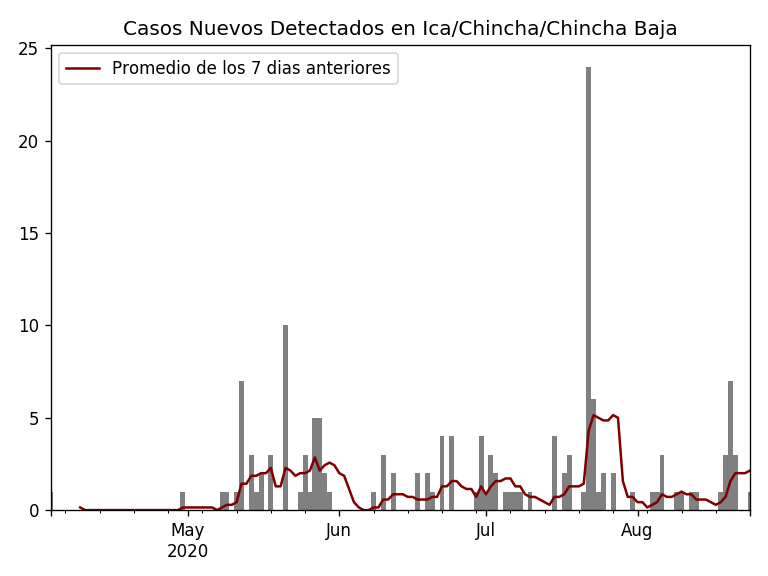 Casos Nuevos Detectados en Ica/Chincha/Chincha Baja
Promedio de los 7 dias anteriores
25
20
15
10
5
0
May Jun Jul Aug
2020